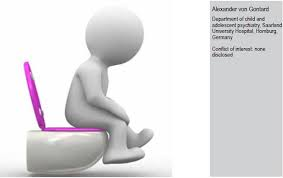 Alexander von Gontard
Department of child and
adolescent psychiatry, Saarland
University Hospital, Homburg,
Germany
Conflict of interest: none
disclosed